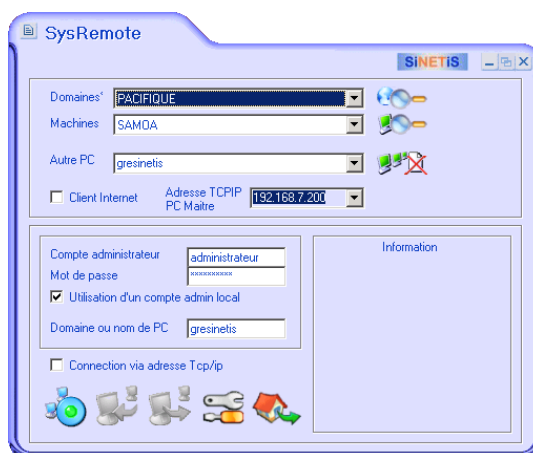 SysRemote
SiNETiS
Domaines* PACIFIQUE
Machines SAMOA
Autre PC gresinetis
Client Internet Adresse TCPIP PC Maitre 192.168.7.200
Information
Compte administrateur administrateur
Mot de passe **********
Utilisation d'un compte admin local
Domaine ou nom de PC gresinetis
Connection via adresse Tcp/ip